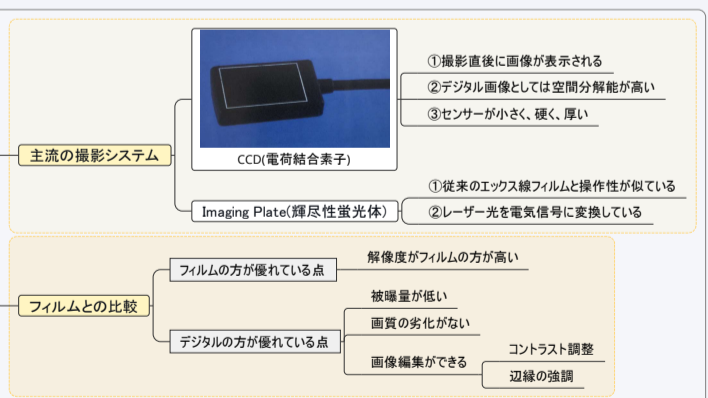 主流の撮影システム
CCD(電荷結合素子)
①撮影直後に画像が表示される
②デジタル画像としては空間分解能が高い
③センサーが小さく、硬く、厚い
Imaging Plate(輝尽性蛍光体)
①従来のエックス線フィルムと操作性が似ている
②レーザー光を電気信号に変換している
フィルムとの比較
フィルムの方が優れている点
解像度がフィルムの方が高い
デジタルの方が優れている点
被曝量が低い
画質の劣化がない
画像編集ができる
コントラスト調整
辺縁の強調